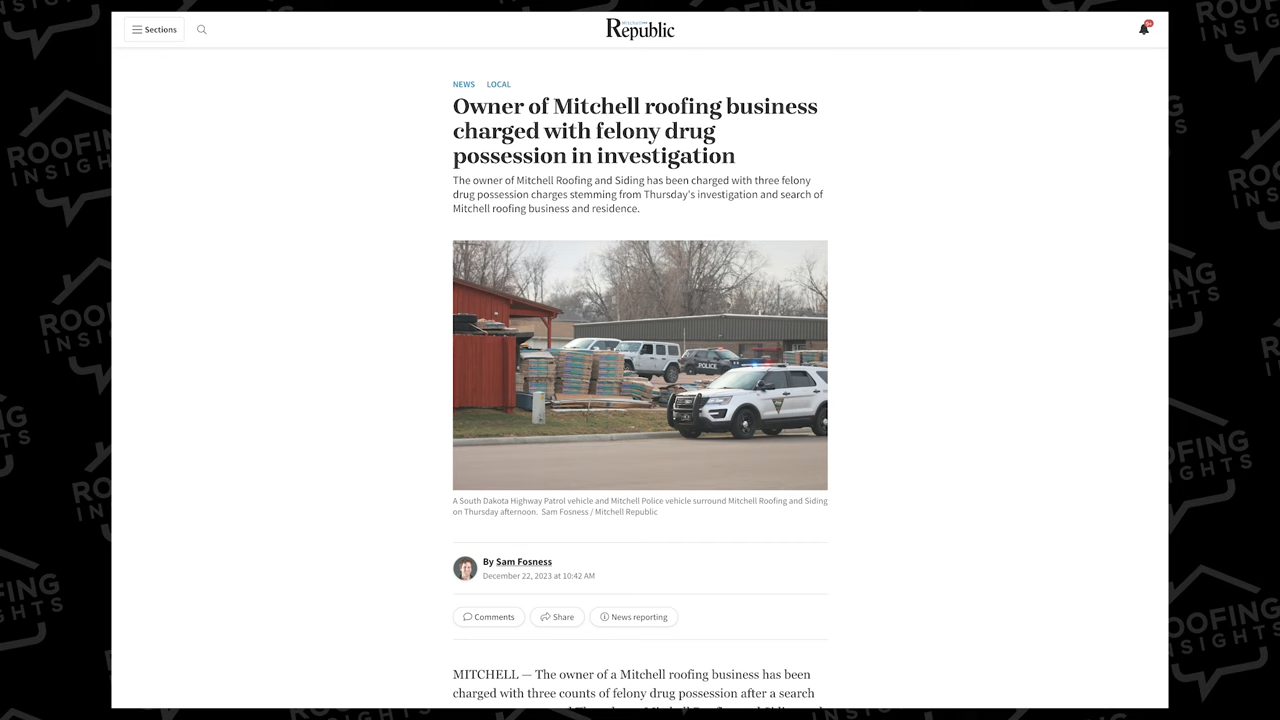 Sections
Mitchell
Republic
9+
NEWS LOCAL
Owner of Mitchell roofing business
charged with felony drug
possession in investigation
The owner of Mitchell Roofing and Siding has been charged with three felony
drug possession charges stemming from Thursday's investigation and search of
Mitchell roofing business and residence.
POLICE
A South Dakota Highway Patrol vehicle and Mitchell Police vehicle surround Mitchell Roofing and Siding
on Thursday afternoon. Sam Fosness / Mitchell Republic
By Sam Fosness
December 22, 2023 at 10:42 AM
Comments
Share
News reporting
MITCHELL — The owner of a Mitchell roofing business has been
charged with three counts of felony drug possession after a search
ROOFING
INSIGHTS